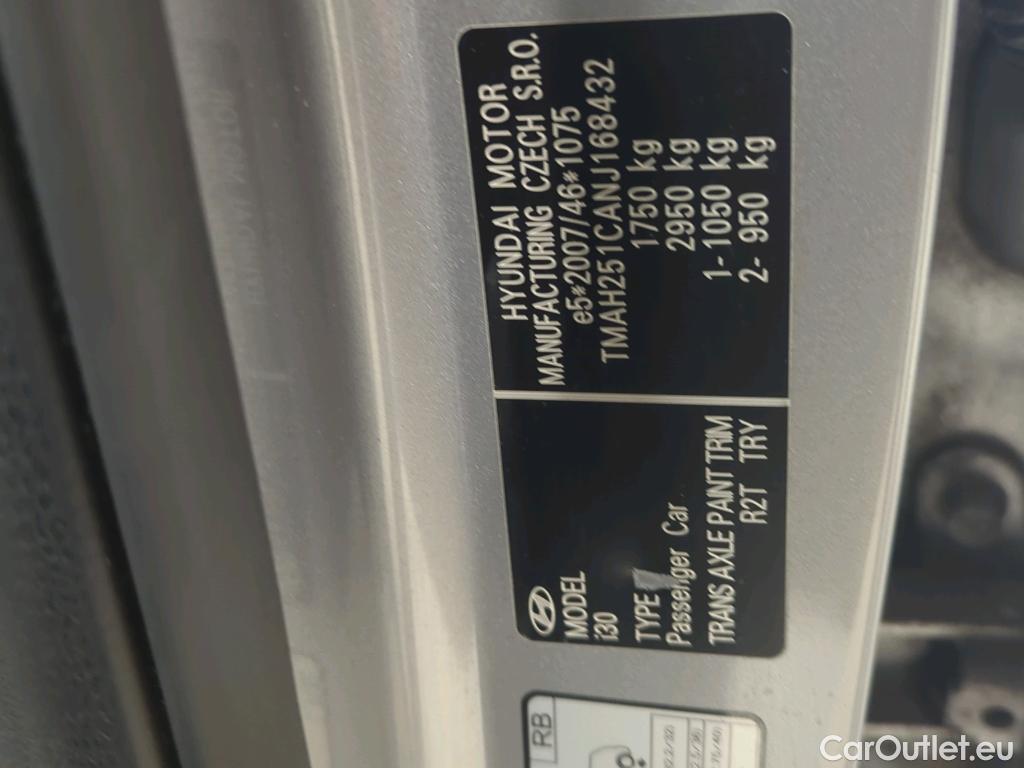 HYUNDAI MOTOR
MANUFACTURING CZECH S.R.O.
e5*2007/46*1075
TMAH251CANJ168432
1750 kg
2950 kg
1- 1050 kg
2- 950 kg
MODEL
i30
TYPE
Passenger Car
TRANS AXLE PAINT TRIM
R2T TRY
RB
CarOutlet.eu